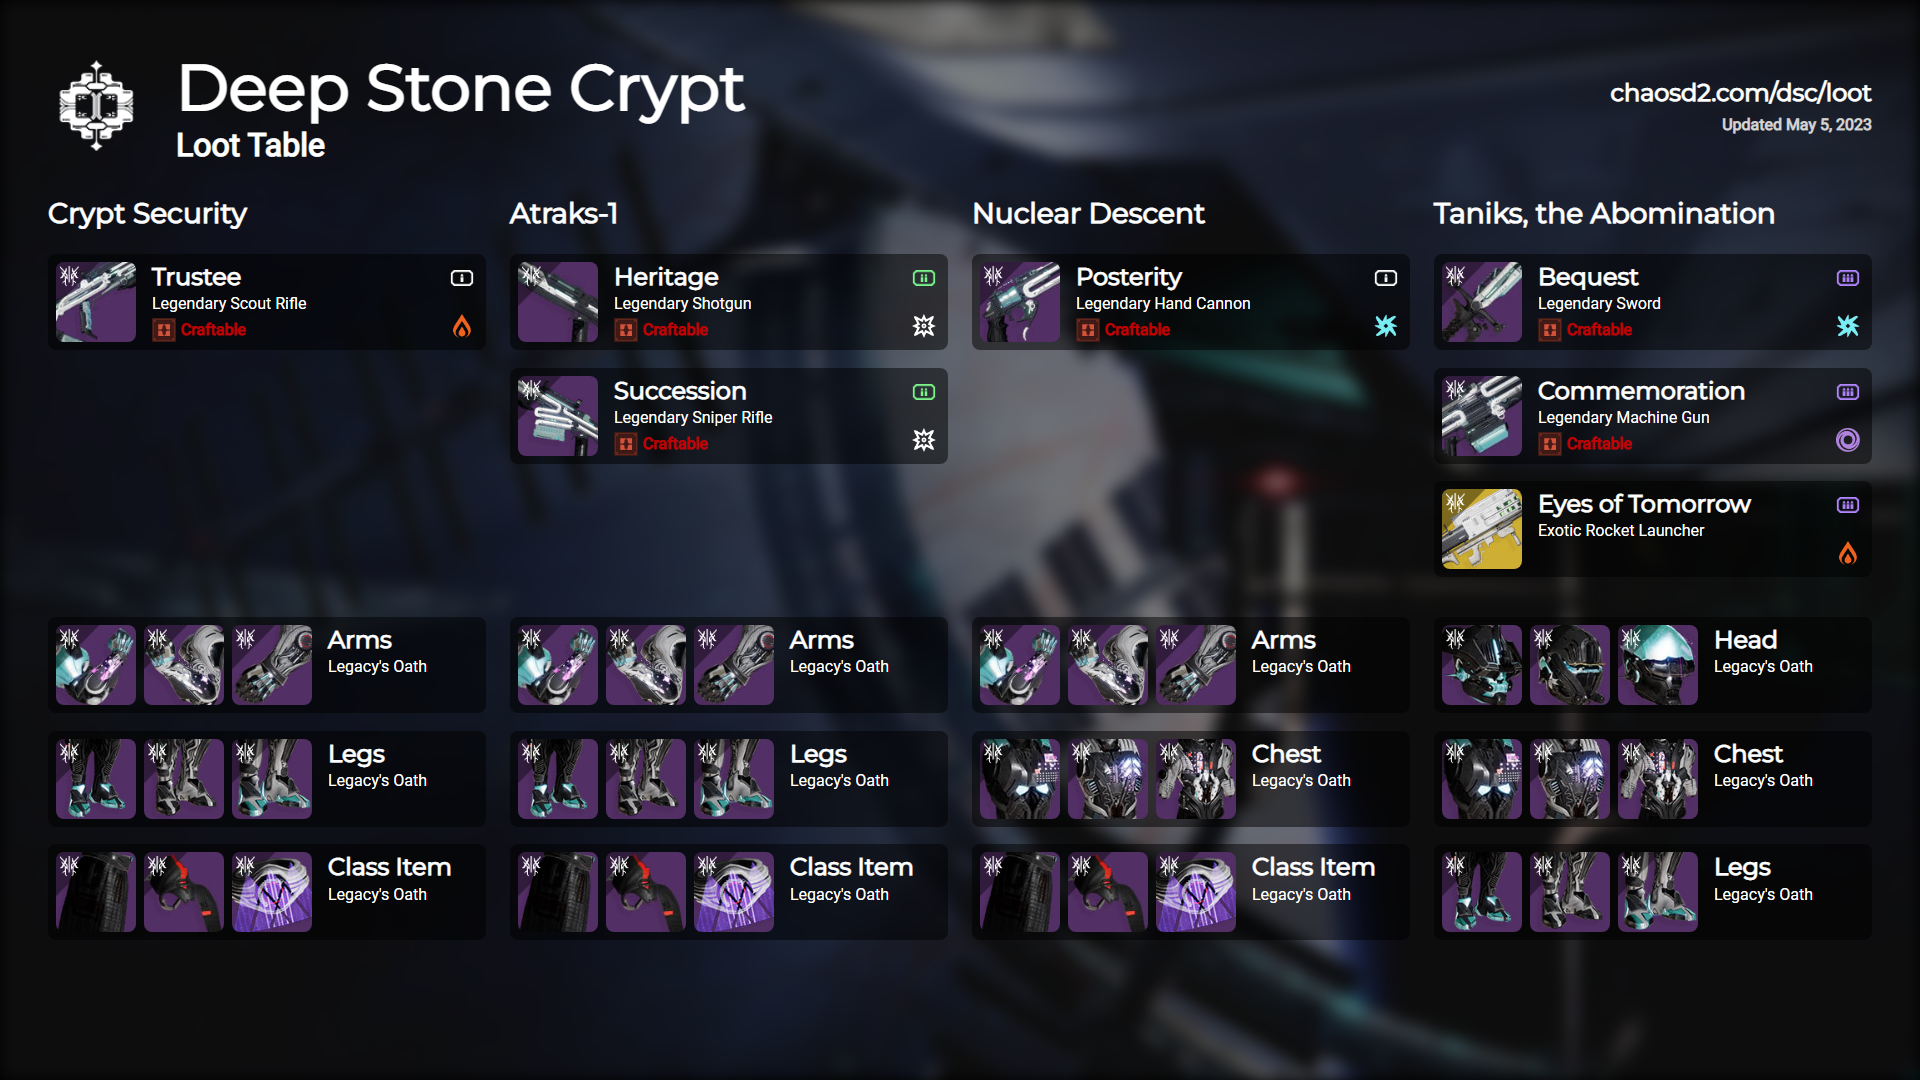 Deep Stone Crypt
Loot Table
chaosd2.com/dsc/loot
Updated May 5, 2023
Crypt Security
Trustee
Legendary Scout Rifle
Craftable
Arms
Legacy's Oath
Legs
Legacy's Oath
Class Item
Legacy's Oath
Atraks-1
Heritage
Legendary Shotgun
Craftable
Succession
Legendary Sniper Rifle
Craftable
Arms
Legacy's Oath
Legs
Legacy's Oath
Class Item
Legacy's Oath
Nuclear Descent
Posterity
Legendary Hand Cannon
Craftable
Arms
Legacy's Oath
Chest
Legacy's Oath
Class Item
Legacy's Oath
Taniks, the Abomination
Bequest
Legendary Sword
Craftable
Commemoration
Legendary Machine Gun
Craftable
Eyes of Tomorrow
Exotic Rocket Launcher
Head
Legacy's Oath
Chest
Legacy's Oath
Legs
Legacy's Oath